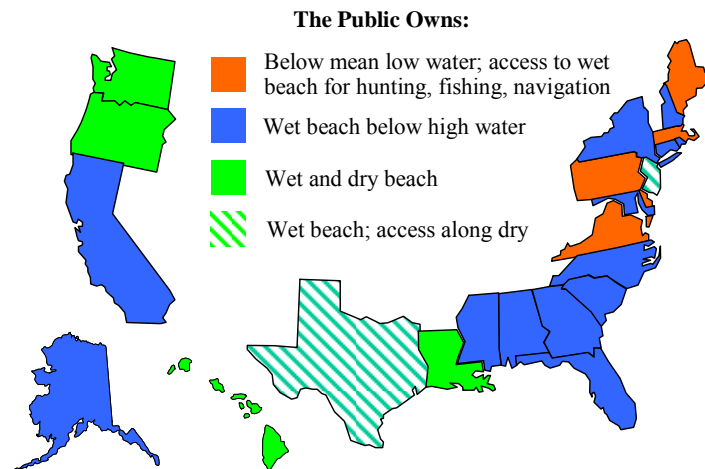 The Public Owns:
Below mean low water; access to wet
beach for hunting, fishing, navigation
Wet beach below high water
Wet and dry beach
Wet beach; access along dry